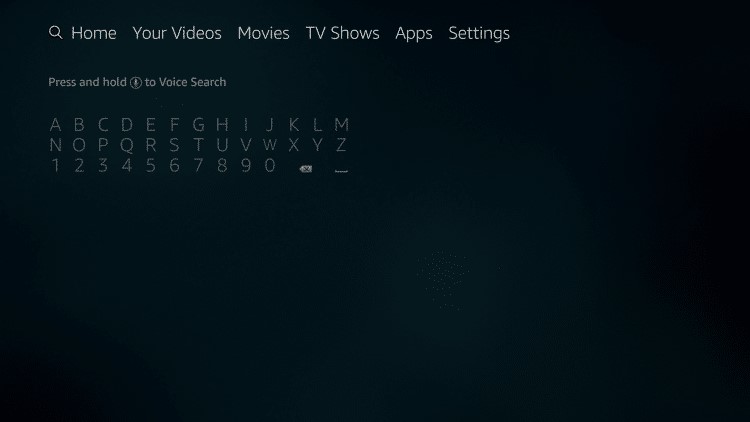 Home Your Videos Movies TV Shows Apps Settings
Press and hold to Voice Search
A B C D E F G H I J K L M
N O P Q R S T U V W X Y Z
1 2 3 4 5 6 7 8 9 0